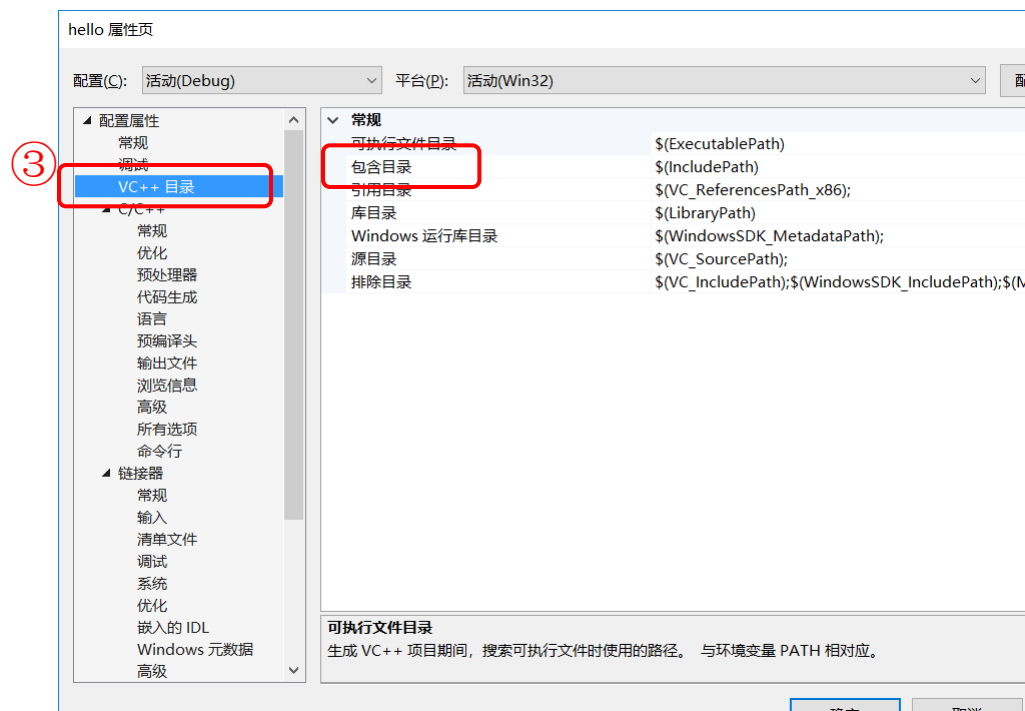 hello 属性页
配置(C): 活动(Debug) 平台(P): 活动(Win32) 配
③
配置属性
常规
调试
VC++ 目录
C/C++
常规
优化
预处理器
代码生成
语言
预编译头
输出文件
浏览信息
高级
所有选项
命令行
链接器
常规
输入
清单文件
调试
系统
优化
嵌入的 IDL
Windows 元数据
高级
常规
可执行文件目录 $(ExecutablePath)
包含目录 $(IncludePath)
引用目录 $(VC_ReferencesPath_x86);
库目录 $(LibraryPath)
Windows 运行库目录 $(WindowsSDK_MetadataPath);
源目录 $(VC_SourcePath);
排除目录 $(VC_IncludePath);$(WindowsSDK_IncludePath);$(M
可执行文件目录
生成 VC++ 项目期间，搜索可执行文件时使用的路径。 与环境变量 PATH 相对应。
确定 取消